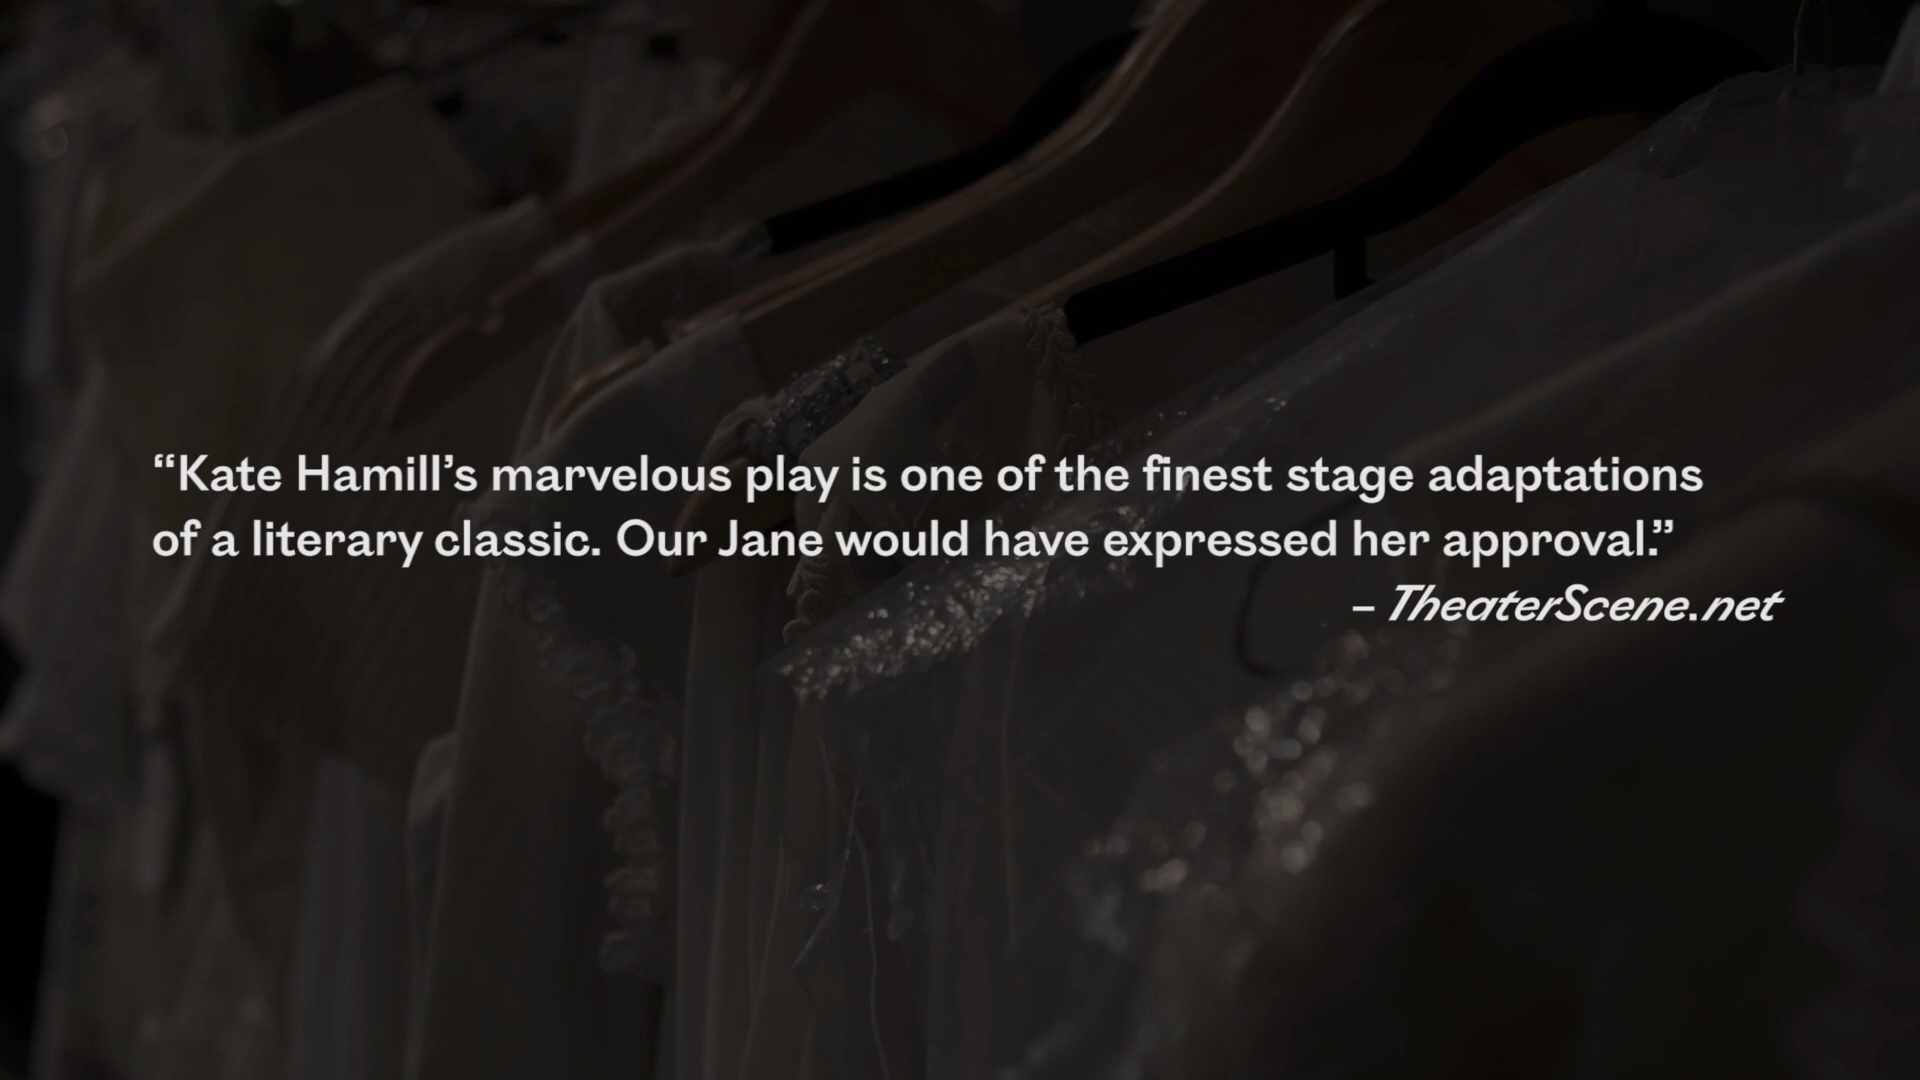 “Kate Hamill’s marvelous play is one of the finest stage adaptations
of a literary classic. Our Jane would have expressed her approval.”
– TheaterScene.net